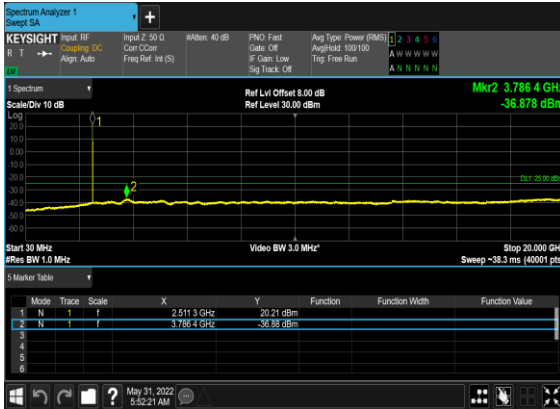 Spectrum Analyzer 1
Swept SA
KEYSIGHT Input: RF Input Z: 50 Ω #Atten: 40 dB PNO: Fast Avg Type: Power (RMS) 1 2 3 4 5 6
R T Coupling: DC Corr CCorr Gate: Off Avg|Hold: 100/100 A W W W W W
Align: Auto Freq Ref: Int (S) IF Gain: Low Trig: Free Run
Sig Track: Off A N N N N N
1 Spectrum
Scale/Div 10 dB
Ref Lvl Offset 8.00 dB
Ref Level 30.00 dBm
Mkr2 3.786 4 GHz
-36.878 dBm
Log
1
20.0
10.0
0.00
-10.0
-20.0
DL1 -25.00 dBm
-30.0
2
-40.0
-50.0
-60.0
Start 30 MHz Video BW 3.0 MHz* Stop 20.000 GHz
#Res BW 1.0 MHz Sweep ~38.3 ms (40001 pts)
5 Marker Table
Mode Trace Scale X Y Function Function Width Function Value
1 N 1 f 2.511 3 GHz 20.21 dBm
2 N 1 f 3.786 4 GHz -36.88 dBm
3
4
5
6
? May 31, 2022
5:52:21 AM